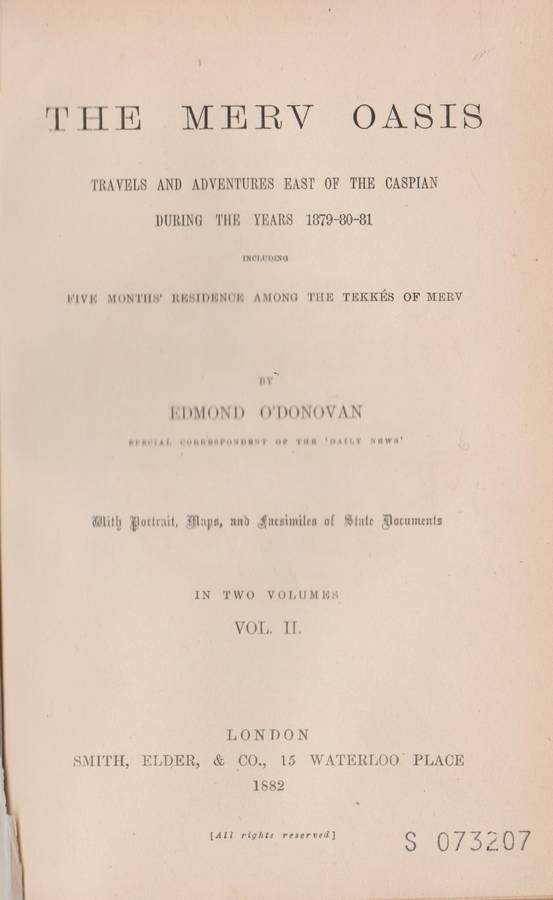 THE MERV OASIS
TRAVELS AND ADVENTURES EAST OF THE CASPIAN
DURING THE YEARS 1879-80-81
INCLUDING
FIVE MONTHS' RESIDENCE AMONG THE TEKKÉS OF MERV
BY
EDMOND O'DONOVAN
SPECIAL CORRESPONDENT OF THE 'DAILY NEWS'
With Portrait, Maps, and Facsimiles of State Documents
IN TWO VOLUMES
VOL. II.
LONDON
SMITH, ELDER, & CO., 15 WATERLOO PLACE
1882
[All rights reserved]
S 073207